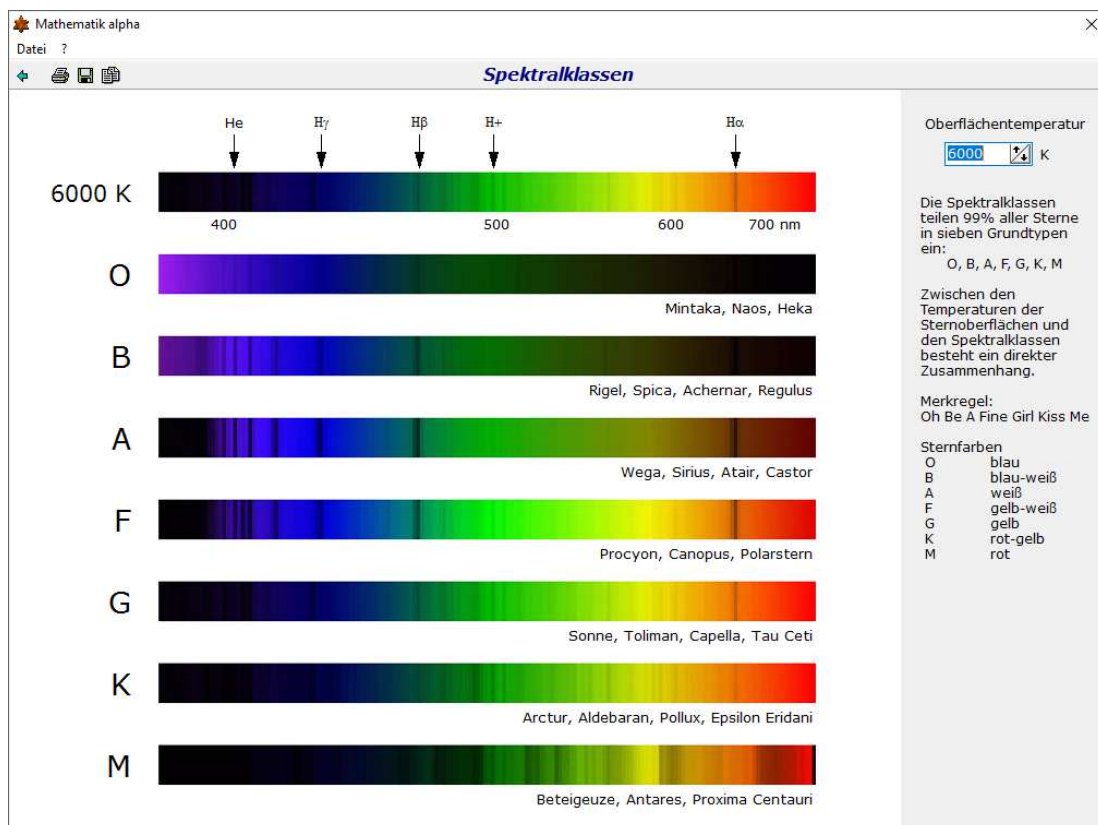 Mathematik alpha
Datei ?
Spektralklassen
He Hγ Hβ H+ Hα
6000 K
400 500 600 700 nm
O
Mintaka, Naos, Heka
B
Rigel, Spica, Achernar, Regulus
A
Wega, Sirius, Atair, Castor
F
Procyon, Canopus, Polarstern
G
Sonne, Toliman, Capella, Tau Ceti
K
Arctur, Aldebaran, Pollux, Epsilon Eridani
M
Beteigeuze, Antares, Proxima Centauri
Oberflächentemperatur
6000 K
Die Spektralklassen
teilen 99% aller Sterne
in sieben Grundtypen
ein:
O, B, A, F, G, K, M
Zwischen den
Temperaturen der
Sternoberflächen und
den Spektralklassen
besteht ein direkter
Zusammenhang.
Merkregel:
Oh Be A Fine Girl Kiss Me
Sternfarben
O blau
B blau-weiß
A weiß
F gelb-weiß
G gelb
K rot-gelb
M rot